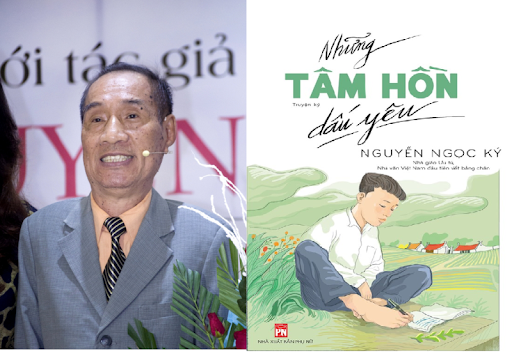 ới tác giả
UYỄN
Những
TÂM HỒN
Truyện ký
dấu yêu
NGUYỄN NGỌC KÝ
Nhà giáo ưu tú,
Nhà văn Việt Nam đầu tiên viết bằng chân
PN
NHÀ XUẤT BẢN PHỤ NỮ